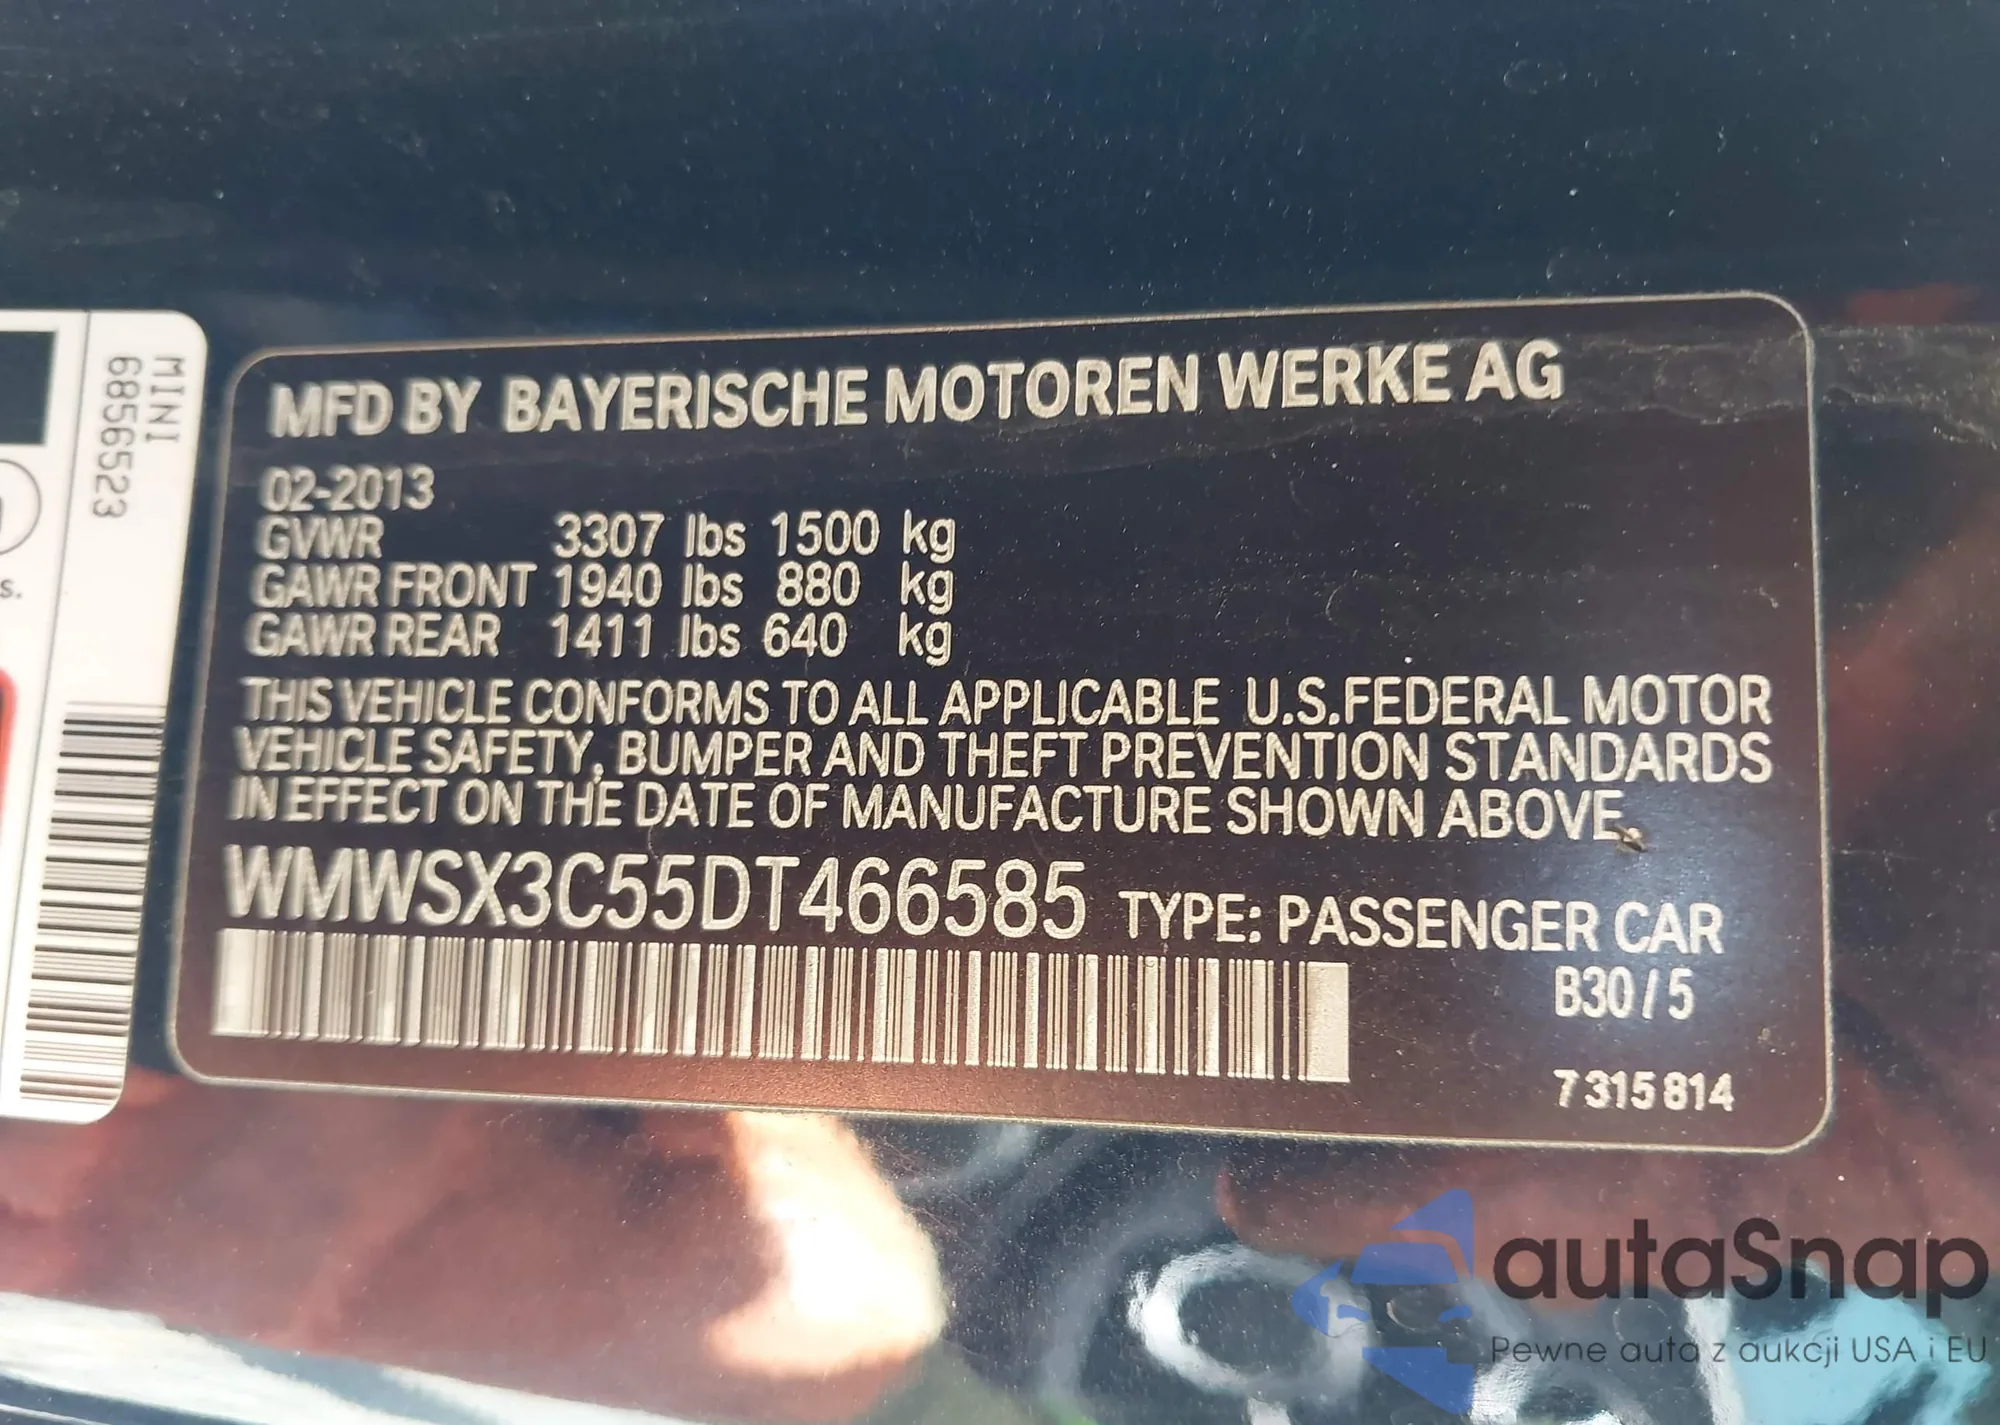 MINI
6856523
s.
MFD BY BAYERISCHE MOTOREN WERKE AG
02-2013
GVWR 3307 lbs 1500 kg
GAWR FRONT 1940 lbs 880 kg
GAWR REAR 1411 lbs 640 kg
THIS VEHICLE CONFORMS TO ALL APPLICABLE U.S.FEDERAL MOTOR
VEHICLE SAFETY, BUMPER AND THEFT PREVENTION STANDARDS
IN EFFECT ON THE DATE OF MANUFACTURE SHOWN ABOVE.
WMWSX3C55DT466585 TYPE: PASSENGER CAR
B30/5
7315814
autaSnap
Pewne auta z aukcji USA i EU